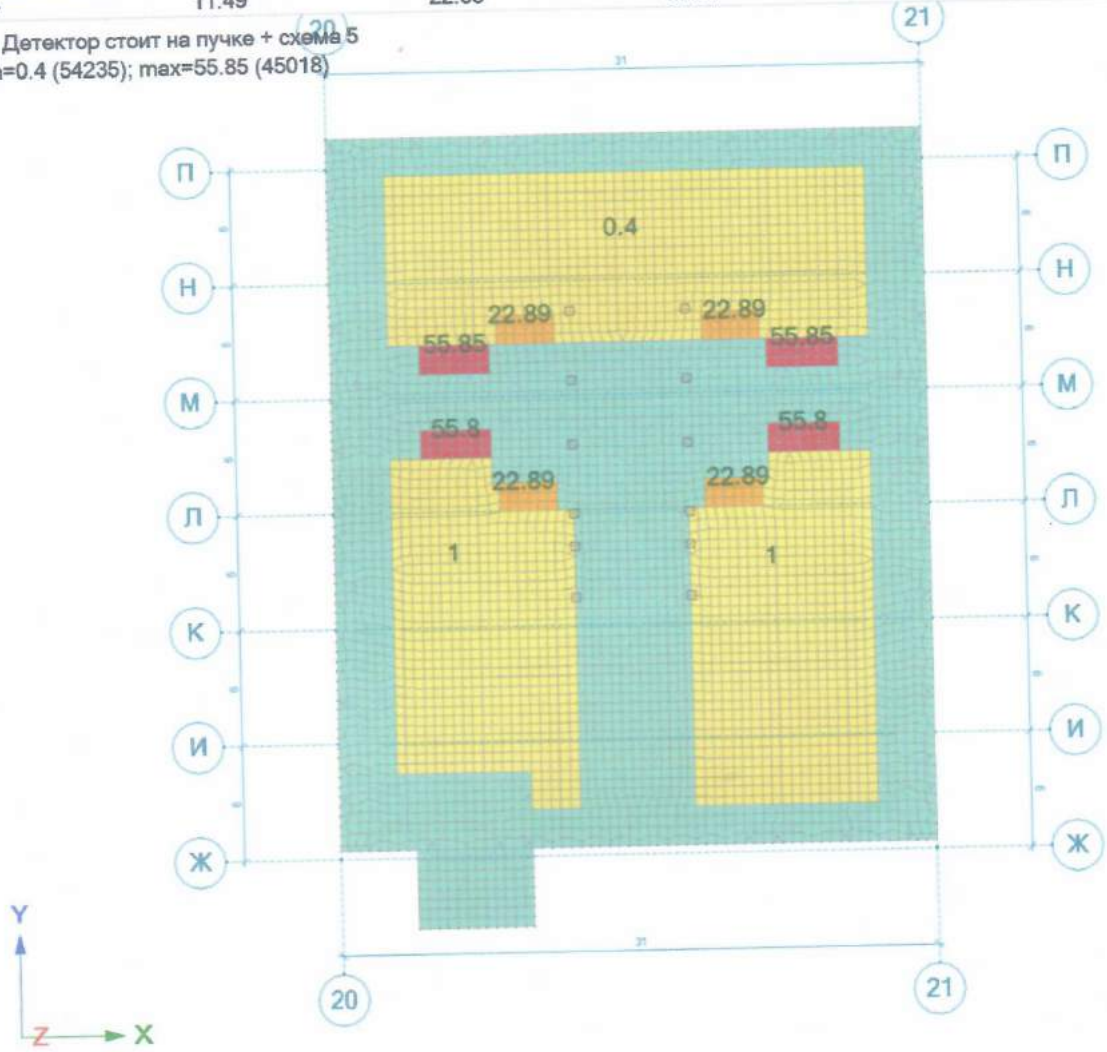 11.49
20
21
Детектор стоит на пучке + схема 5
=0.4 (54235); max=55.85 (45018)
31
П
П
0.4
Н
Н
22.89
22.89
55.85
55.85
М
М
55.8
55.8
22.89
22.89
Л
Л
1
1
К
К
И
И
Ж
Ж
Y
31
20
21
Z
X